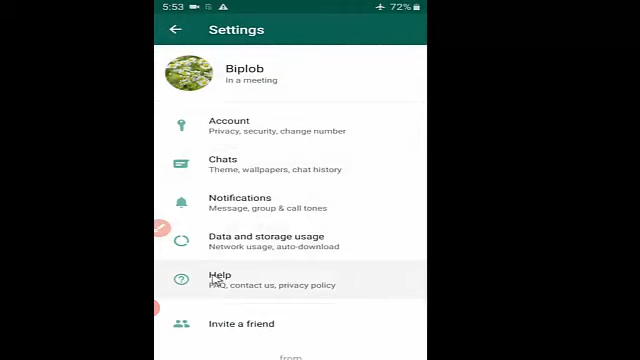 5:53 72%
Settings
Biplob
In a meeting
Account
Privacy, security, change number
Chats
Theme, wallpapers, chat history
Notifications
Message, group & call tones
Data and storage usage
Network usage, auto-download
Help
FAQ, contact us, privacy policy
Invite a friend
from